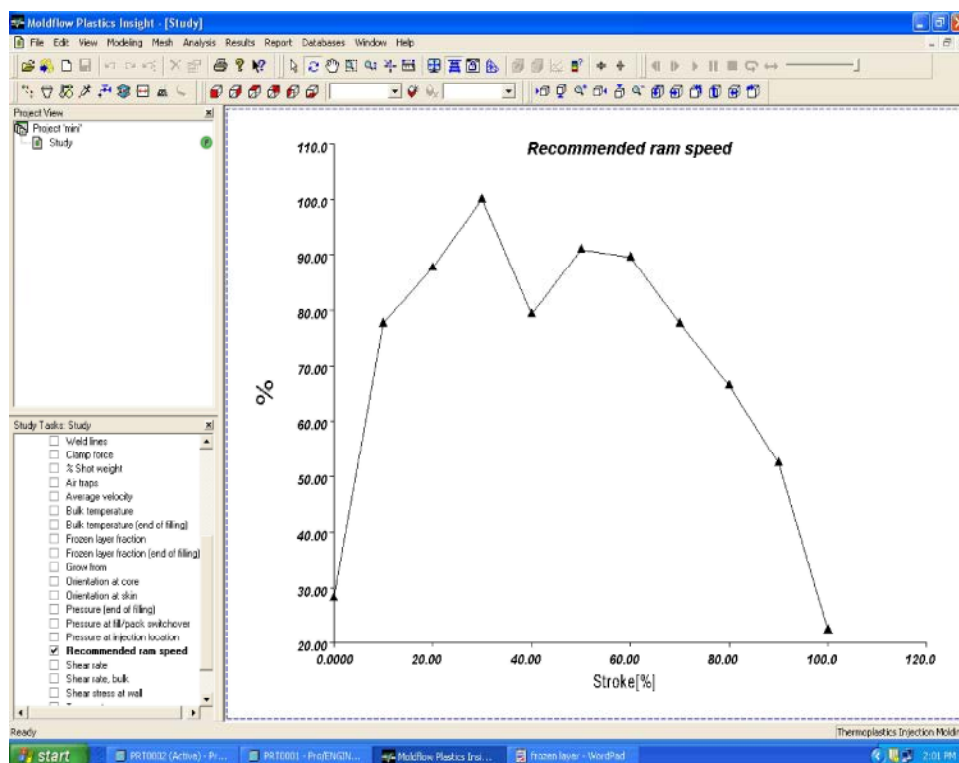 Moldflow Plastics Insight - [Study]
File Edit View Modeling Mesh Analysis Results Report Databases Window Help
Project View
Project 'mini'
Study
Study Tasks: Study
Weld lines
Clamp force
% Shot weight
Air traps
Average velocity
Bulk temperature
Bulk temperature (end of filling)
Frozen layer fraction
Frozen layer fraction (end of filling)
Grow from
Orientation at core
Orientation at skin
Pressure (end of filling)
Pressure at fill/pack switchover
Pressure at injection location
Recommended ram speed
Shear rate
Shear rate, bulk
Shear stress at wall
Recommended ram speed
110.0
100.0
90.00
80.00
70.00
60.00
50.00
40.00
30.00
20.00
%
0.0000 20.00 40.00 60.00 80.00 100.0 120.0
Stroke[%]
Ready
Thermoplastics Injection Moldin
start
PRT0002 (Active) - Pr...
PRT0001 - Pro/ENGIN...
Moldflow Plastics Insi...
frozen layer - WordPad
2:01 PM